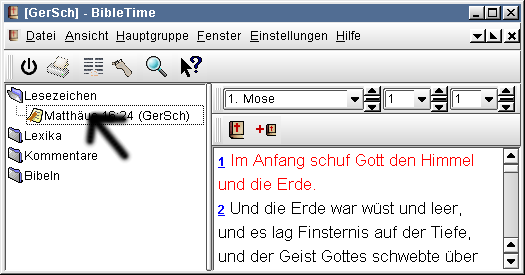 [GerSch] - BibleTime
Datei Ansicht Hauptgruppe Fenster Einstellungen Hilfe
Lesezeichen
Matthäus 16:24 (GerSch)
Lexika
Kommentare
Bibeln
1. Mose 1 1
1 Im Anfang schuf Gott den Himmel
und die Erde.
2 Und die Erde war wüst und leer,
und es lag Finsternis auf der Tiefe,
und der Geist Gottes schwebte über